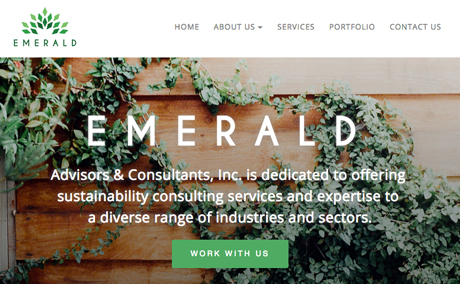 EMERALD
HOME ABOUT US SERVICES PORTFOLIO CONTACT US
EMERALD
Advisors & Consultants, Inc. is dedicated to offering
sustainability consulting services and expertise to
a diverse range of industries and sectors.
WORK WITH US